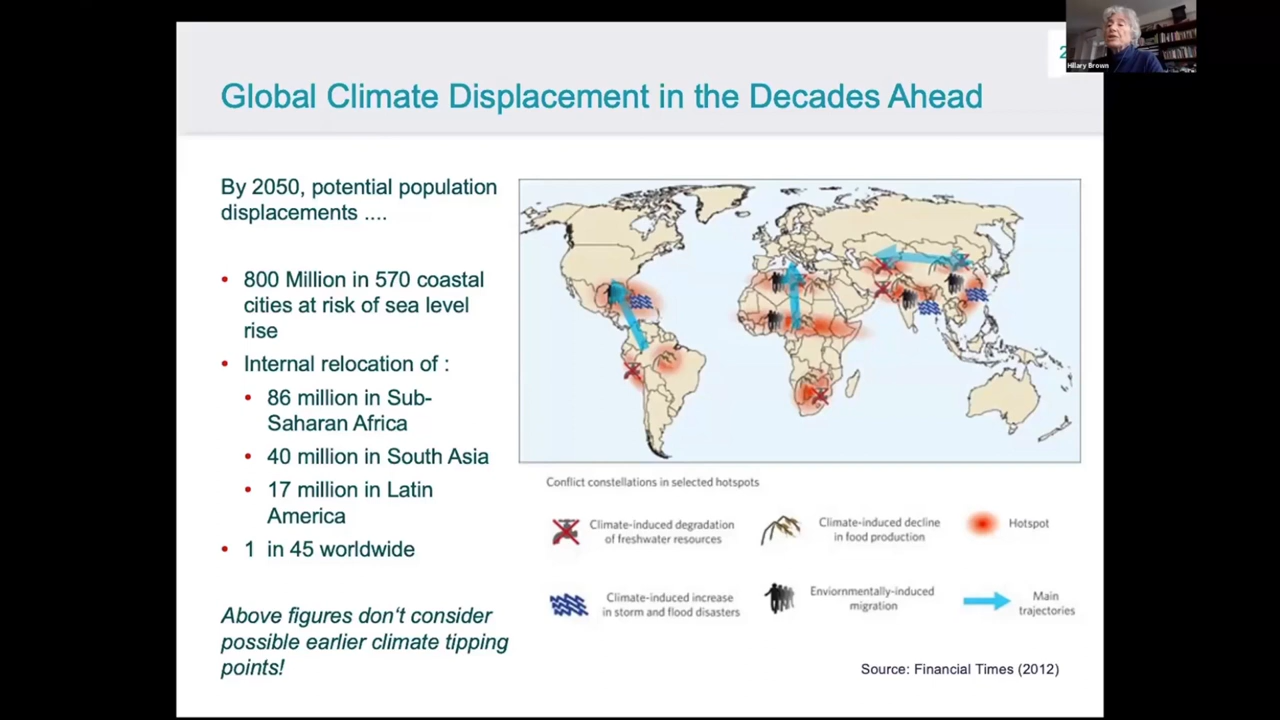 Global Climate Displacement in the Decades Ahead
2
Hilary Brown
By 2050, potential population
displacements ....
• 800 Million in 570 coastal
cities at risk of sea level
rise
• Internal relocation of :
• 86 million in Sub-
Saharan Africa
• 40 million in South Asia
• 17 million in Latin
America
• 1 in 45 worldwide
Above figures don‘t consider
possible earlier climate tipping
points!
Conflict constellations in selected hotspots
Climate-induced degradation
of freshwater resources
Climate-induced decline
in food production
Hotspot
Climate-induced increase
in storm and flood disasters
Enviornmentally-induced
migration
Main
trajectories
Source: Financial Times (2012)